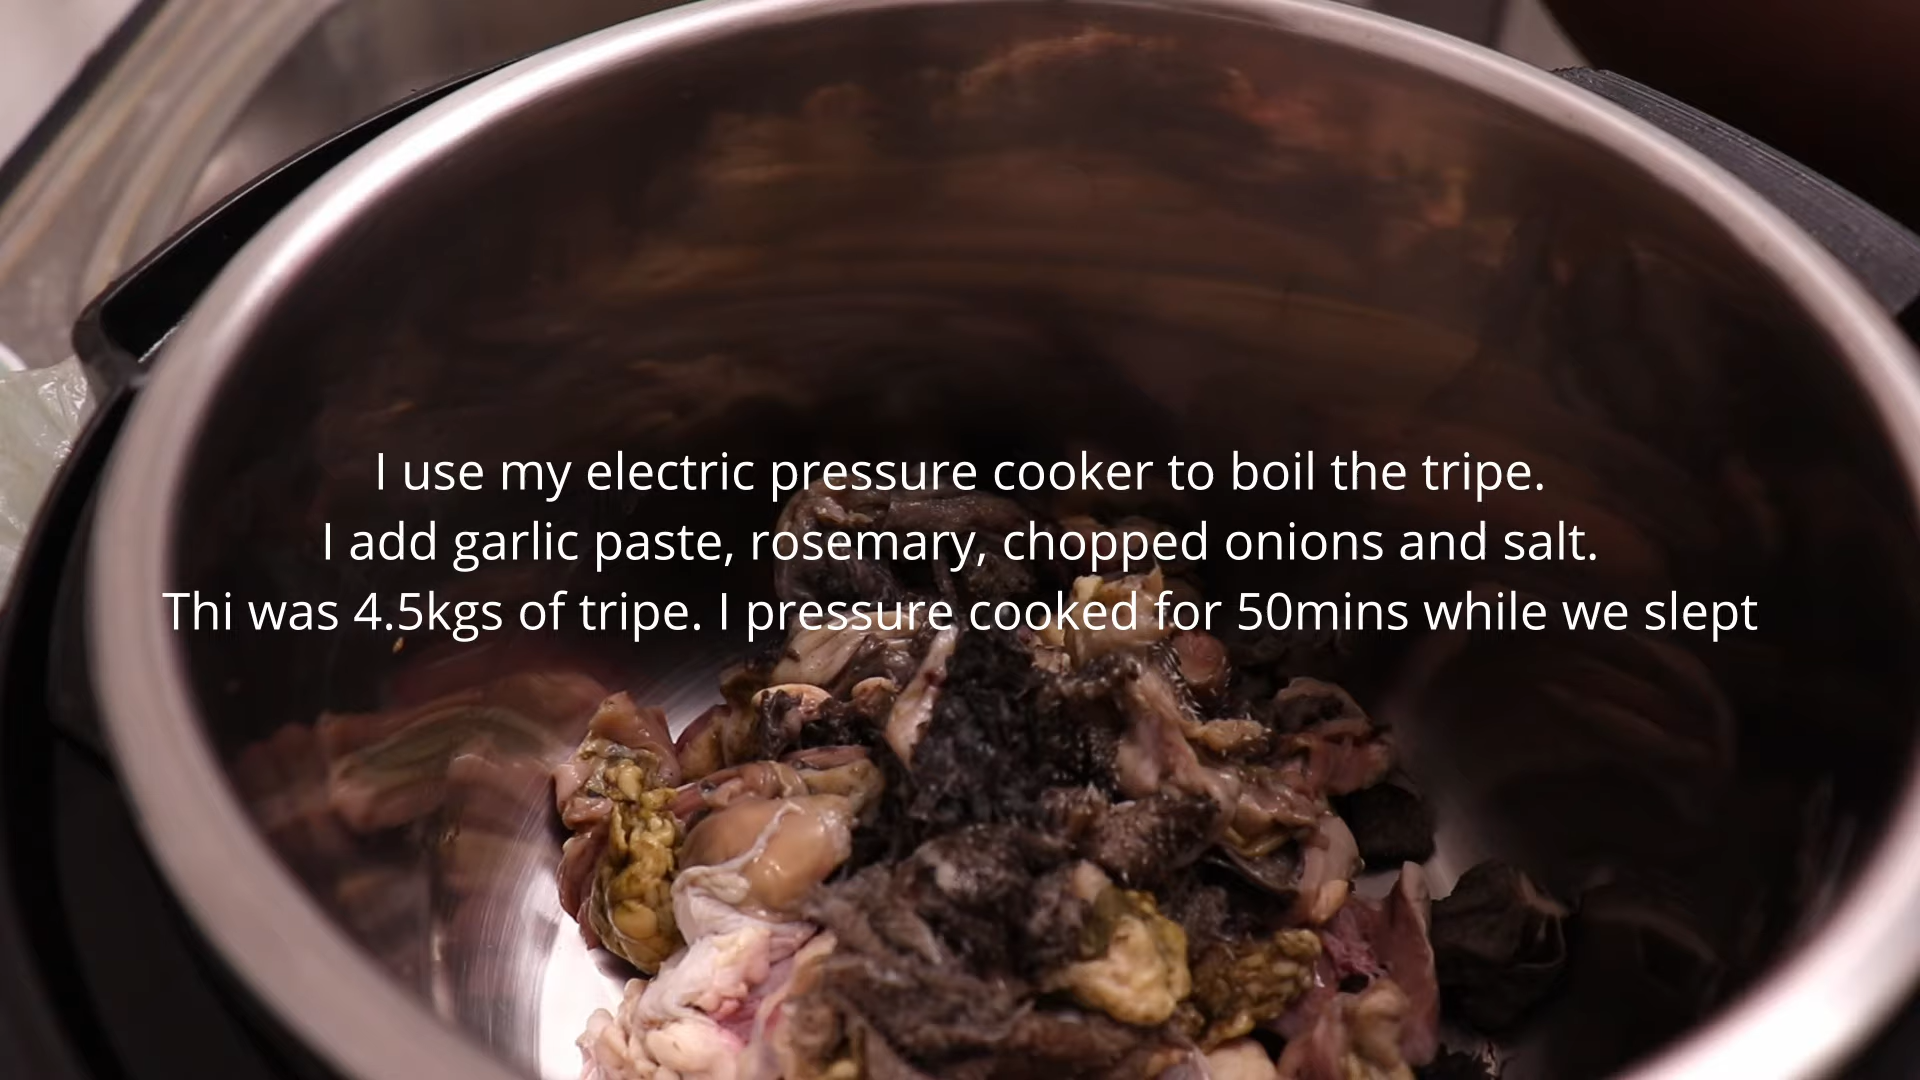 I use my electric pressure cooker to boil the tripe.
I add garlic paste, rosemary, chopped onions and salt.
Thi was 4.5kgs of tripe. I pressure cooked for 50mins while we slept